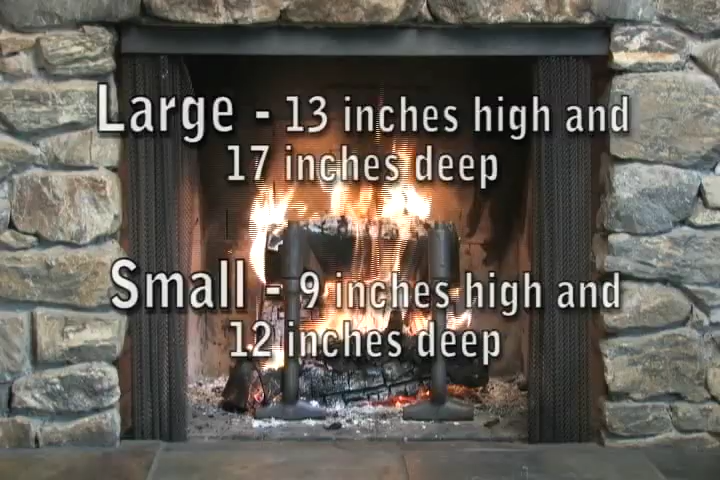 Large - 13 inches high and
17 inches deep
Small - 9 inches high and
12 inches deep